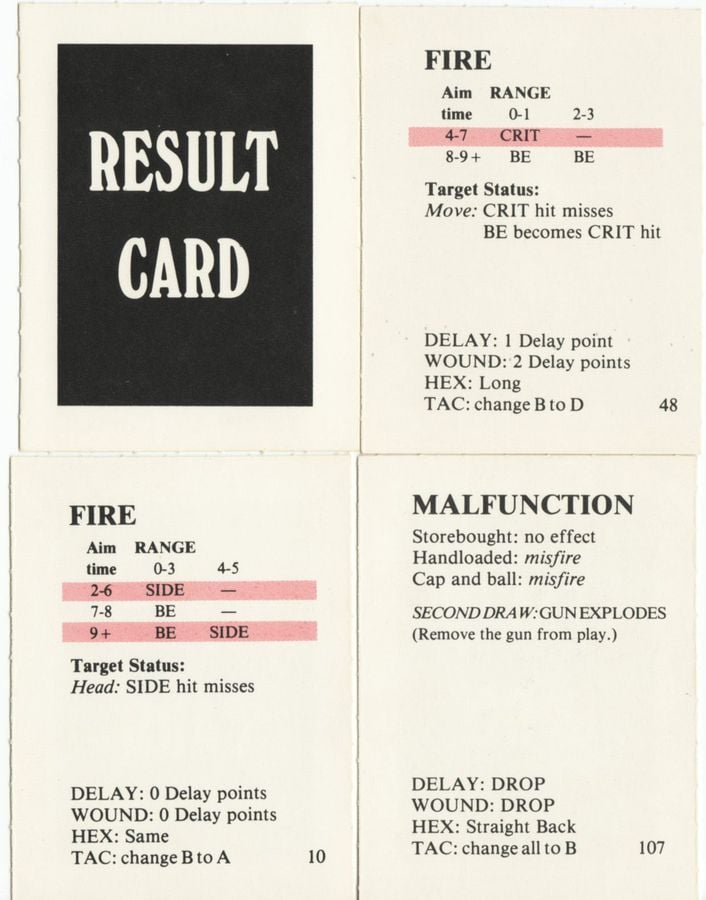 RESULT
CARD
FIRE
Aim RANGE
time 0-1 2-3
4-7 CRIT —
8-9+ BE BE
Target Status:
Move: CRIT hit misses
BE becomes CRIT hit
DELAY: 1 Delay point
WOUND: 2 Delay points
HEX: Long
TAC: change B to D 48
FIRE
Aim RANGE
time 0-3 4-5
2-6 SIDE —
7-8 BE —
9+ BE SIDE
Target Status:
Head: SIDE hit misses
DELAY: 0 Delay points
WOUND: 0 Delay points
HEX: Same
TAC: change B to A 10
MALFUNCTION
Storebought: no effect
Handloaded: misfire
Cap and ball: misfire
SECOND DRAW: GUN EXPLODES
(Remove the gun from play.)
DELAY: DROP
WOUND: DROP
HEX: Straight Back
TAC: change all to B 107